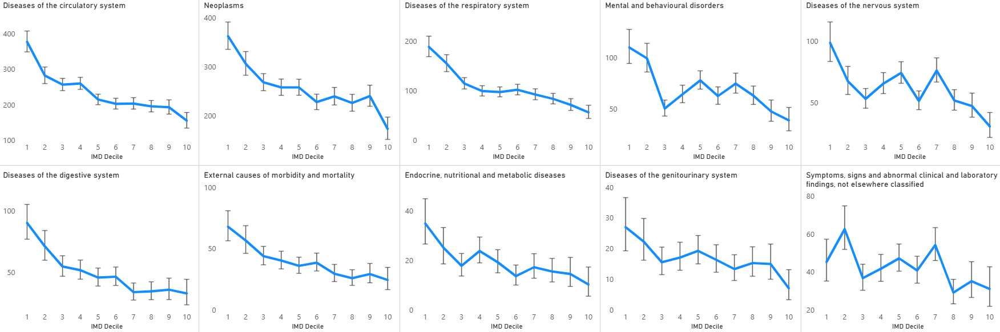 Diseases of the circulatory system
400
300
200
100
1 2 3 4 5 6 7 8 9 10
IMD Decile
Neoplasms
400
300
200
1 2 3 4 5 6 7 8 9 10
IMD Decile
Diseases of the respiratory system
200
100
0
1 2 3 4 5 6 7 8 9 10
IMD Decile
Mental and behavioural disorders
100
50
1 2 3 4 5 6 7 8 9 10
IMD Decile
Diseases of the nervous system
100
50
1 2 3 4 5 6 7 8 9 10
IMD Decile
Diseases of the digestive system
100
50
1 2 3 4 5 6 7 8 9 10
IMD Decile
External causes of morbidity and mortality
100
50
0
1 2 3 4 5 6 7 8 9 10
IMD Decile
Endocrine, nutritional and metabolic diseases
40
20
0
1 2 3 4 5 6 7 8 9 10
IMD Decile
Diseases of the genitourinary system
40
30
20
10
0
1 2 3 4 5 6 7 8 9 10
IMD Decile
Symptoms, signs and abnormal clinical and laboratory
findings, not elsewhere classified
80
60
40
20
1 2 3 4 5 6 7 8 9 10
IMD Decile